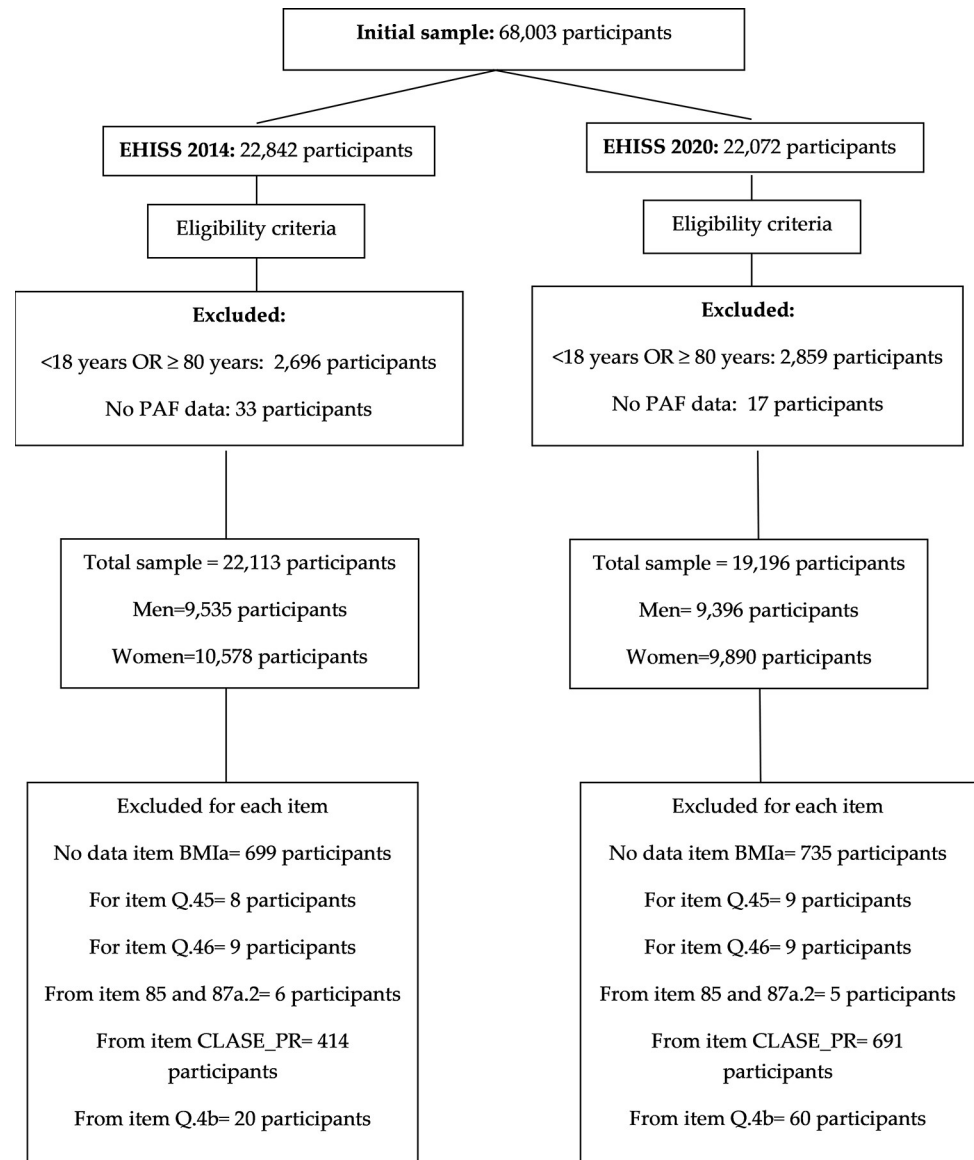 Initial sample: 68,003 participants
EHISS 2014: 22,842 participants
Eligibility criteria
Excluded:
<18 years OR ≥ 80 years: 2,696 participants
No PAF data: 33 participants
Total sample = 22,113 participants
Men=9,535 participants
Women=10,578 participants
Excluded for each item
No data item BMIa= 699 participants
For item Q.45= 8 participants
For item Q.46= 9 participants
From item 85 and 87a.2= 6 participants
From item CLASE_PR= 414
participants
From item Q.4b= 20 participants
EHISS 2020: 22,072 participants
Eligibility criteria
Excluded:
<18 years OR ≥ 80 years: 2,859 participants
No PAF data: 17 participants
Total sample = 19,196 participants
Men= 9,396 participants
Women=9,890 participants
Excluded for each item
No data item BMIa= 735 participants
For item Q.45= 9 participants
For item Q.46= 9 participants
From item 85 and 87a.2= 5 participants
From item CLASE_PR= 691
participants
From item Q.4b= 60 participants